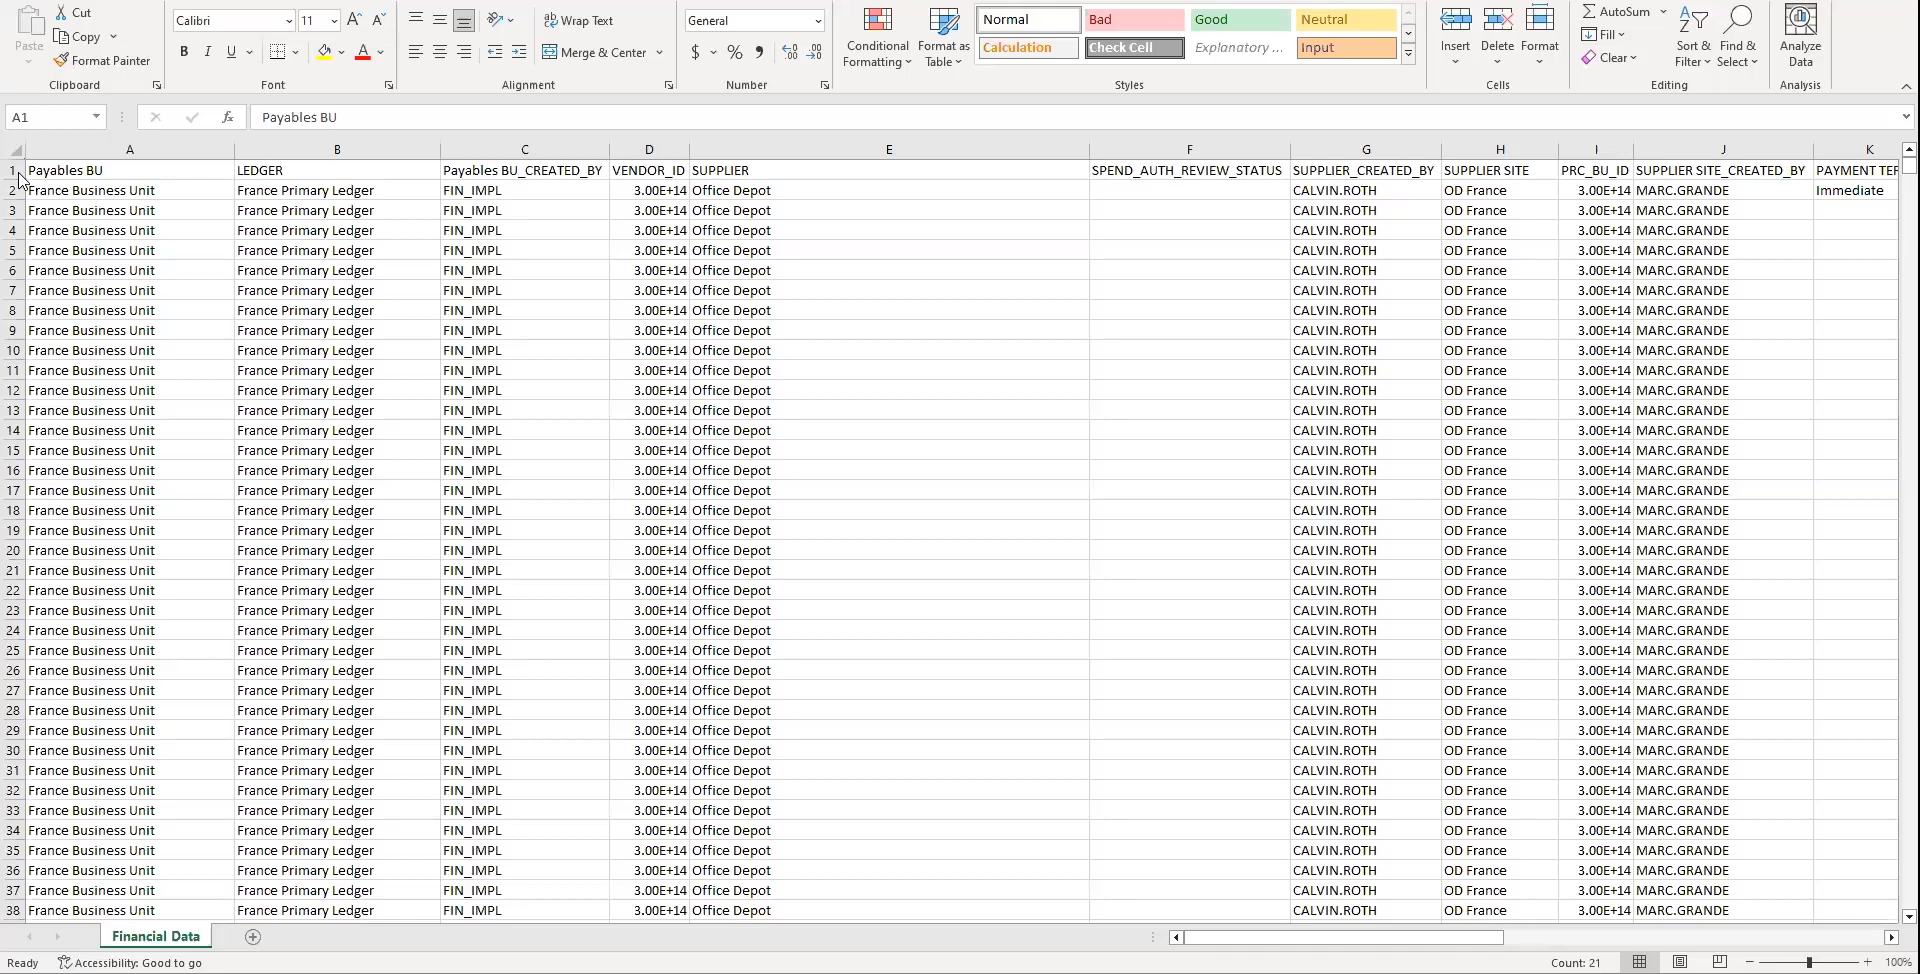 Cut
Copy
Format Painter
Paste
Clipboard
Calibri 11
B I U
Font
Wrap Text
Merge & Center
Alignment
General
$ % ,
Number
Conditional Formatting
Format as Table
Normal Bad Good Neutral
Calculation Check Cell Explanatory ... Input
Styles
Insert Delete Format
Cells
AutoSum
Fill
Clear
Sort & Filter
Find & Select
Editing
Analyze Data
Analysis
A1 fx Payables BU
A B C D E F G H I J K
1 Payables BU LEDGER Payables BU_CREATED_BY VENDOR_ID SUPPLIER SPEND_AUTH_REVIEW_STATUS SUPPLIER_CREATED_BY SUPPLIER SITE PRC_BU_ID SUPPLIER SITE_CREATED_BY PAYMENT TER
2 France Business Unit France Primary Ledger FIN_IMPL 3.00E+14 Office Depot CALVIN.ROTH OD France 3.00E+14 MARC.GRANDE Immediate
3 France Business Unit France Primary Ledger FIN_IMPL 3.00E+14 Office Depot CALVIN.ROTH OD France 3.00E+14 MARC.GRANDE
4 France Business Unit France Primary Ledger FIN_IMPL 3.00E+14 Office Depot CALVIN.ROTH OD France 3.00E+14 MARC.GRANDE
5 France Business Unit France Primary Ledger FIN_IMPL 3.00E+14 Office Depot CALVIN.ROTH OD France 3.00E+14 MARC.GRANDE
6 France Business Unit France Primary Ledger FIN_IMPL 3.00E+14 Office Depot CALVIN.ROTH OD France 3.00E+14 MARC.GRANDE
7 France Business Unit France Primary Ledger FIN_IMPL 3.00E+14 Office Depot CALVIN.ROTH OD France 3.00E+14 MARC.GRANDE
8 France Business Unit France Primary Ledger FIN_IMPL 3.00E+14 Office Depot CALVIN.ROTH OD France 3.00E+14 MARC.GRANDE
9 France Business Unit France Primary Ledger FIN_IMPL 3.00E+14 Office Depot CALVIN.ROTH OD France 3.00E+14 MARC.GRANDE
10 France Business Unit France Primary Ledger FIN_IMPL 3.00E+14 Office Depot CALVIN.ROTH OD France 3.00E+14 MARC.GRANDE
11 France Business Unit France Primary Ledger FIN_IMPL 3.00E+14 Office Depot CALVIN.ROTH OD France 3.00E+14 MARC.GRANDE
12 France Business Unit France Primary Ledger FIN_IMPL 3.00E+14 Office Depot CALVIN.ROTH OD France 3.00E+14 MARC.GRANDE
13 France Business Unit France Primary Ledger FIN_IMPL 3.00E+14 Office Depot CALVIN.ROTH OD France 3.00E+14 MARC.GRANDE
14 France Business Unit France Primary Ledger FIN_IMPL 3.00E+14 Office Depot CALVIN.ROTH OD France 3.00E+14 MARC.GRANDE
15 France Business Unit France Primary Ledger FIN_IMPL 3.00E+14 Office Depot CALVIN.ROTH OD France 3.00E+14 MARC.GRANDE
16 France Business Unit France Primary Ledger FIN_IMPL 3.00E+14 Office Depot CALVIN.ROTH OD France 3.00E+14 MARC.GRANDE
17 France Business Unit France Primary Ledger FIN_IMPL 3.00E+14 Office Depot CALVIN.ROTH OD France 3.00E+14 MARC.GRANDE
18 France Business Unit France Primary Ledger FIN_IMPL 3.00E+14 Office Depot CALVIN.ROTH OD France 3.00E+14 MARC.GRANDE
19 France Business Unit France Primary Ledger FIN_IMPL 3.00E+14 Office Depot CALVIN.ROTH OD France 3.00E+14 MARC.GRANDE
20 France Business Unit France Primary Ledger FIN_IMPL 3.00E+14 Office Depot CALVIN.ROTH OD France 3.00E+14 MARC.GRANDE
21 France Business Unit France Primary Ledger FIN_IMPL 3.00E+14 Office Depot CALVIN.ROTH OD France 3.00E+14 MARC.GRANDE
22 France Business Unit France Primary Ledger FIN_IMPL 3.00E+14 Office Depot CALVIN.ROTH OD France 3.00E+14 MARC.GRANDE
23 France Business Unit France Primary Ledger FIN_IMPL 3.00E+14 Office Depot CALVIN.ROTH OD France 3.00E+14 MARC.GRANDE
24 France Business Unit France Primary Ledger FIN_IMPL 3.00E+14 Office Depot CALVIN.ROTH OD France 3.00E+14 MARC.GRANDE
25 France Business Unit France Primary Ledger FIN_IMPL 3.00E+14 Office Depot CALVIN.ROTH OD France 3.00E+14 MARC.GRANDE
26 France Business Unit France Primary Ledger FIN_IMPL 3.00E+14 Office Depot CALVIN.ROTH OD France 3.00E+14 MARC.GRANDE
27 France Business Unit France Primary Ledger FIN_IMPL 3.00E+14 Office Depot CALVIN.ROTH OD France 3.00E+14 MARC.GRANDE
28 France Business Unit France Primary Ledger FIN_IMPL 3.00E+14 Office Depot CALVIN.ROTH OD France 3.00E+14 MARC.GRANDE
29 France Business Unit France Primary Ledger FIN_IMPL 3.00E+14 Office Depot CALVIN.ROTH OD France 3.00E+14 MARC.GRANDE
30 France Business Unit France Primary Ledger FIN_IMPL 3.00E+14 Office Depot CALVIN.ROTH OD France 3.00E+14 MARC.GRANDE
31 France Business Unit France Primary Ledger FIN_IMPL 3.00E+14 Office Depot CALVIN.ROTH OD France 3.00E+14 MARC.GRANDE
32 France Business Unit France Primary Ledger FIN_IMPL 3.00E+14 Office Depot CALVIN.ROTH OD France 3.00E+14 MARC.GRANDE
33 France Business Unit France Primary Ledger FIN_IMPL 3.00E+14 Office Depot CALVIN.ROTH OD France 3.00E+14 MARC.GRANDE
34 France Business Unit France Primary Ledger FIN_IMPL 3.00E+14 Office Depot CALVIN.ROTH OD France 3.00E+14 MARC.GRANDE
35 France Business Unit France Primary Ledger FIN_IMPL 3.00E+14 Office Depot CALVIN.ROTH OD France 3.00E+14 MARC.GRANDE
36 France Business Unit France Primary Ledger FIN_IMPL 3.00E+14 Office Depot CALVIN.ROTH OD France 3.00E+14 MARC.GRANDE
37 France Business Unit France Primary Ledger FIN_IMPL 3.00E+14 Office Depot CALVIN.ROTH OD France 3.00E+14 MARC.GRANDE
38 France Business Unit France Primary Ledger FIN_IMPL 3.00E+14 Office Depot CALVIN.ROTH OD France 3.00E+14 MARC.GRANDE
Financial Data
Ready Accessibility: Good to go Count: 21 100%